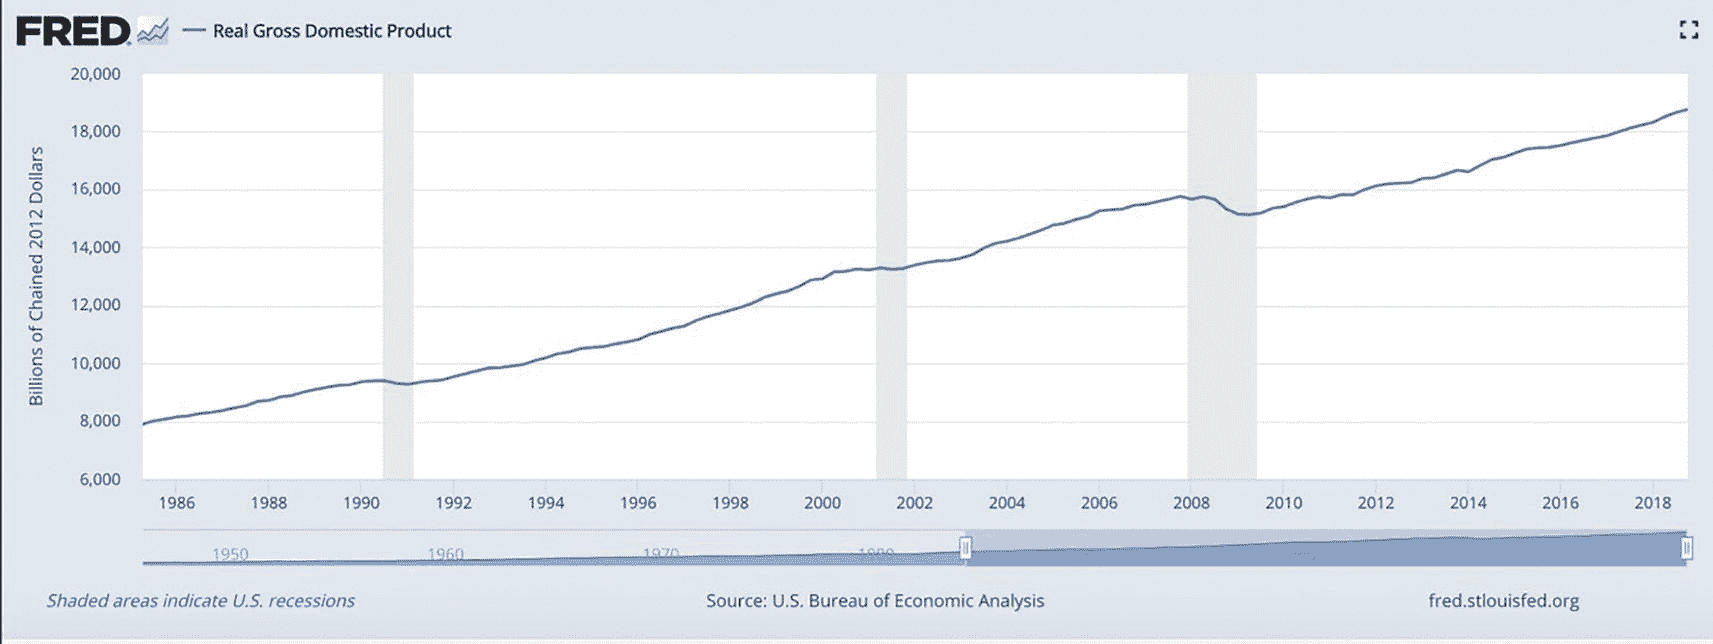 FRED Real Gross Domestic Product
20,000
18,000
16,000
14,000
12,000
10,000
8,000
6,000
Billions of Chained 2012 Dollars
1986 1988 1990 1992 1994 1996 1998 2000 2002 2004 2006 2008 2010 2012 2014 2016 2018
1950 1960 1970 1980
Shaded areas indicate U.S. recessions Source: U.S. Bureau of Economic Analysis fred.stlouisfed.org